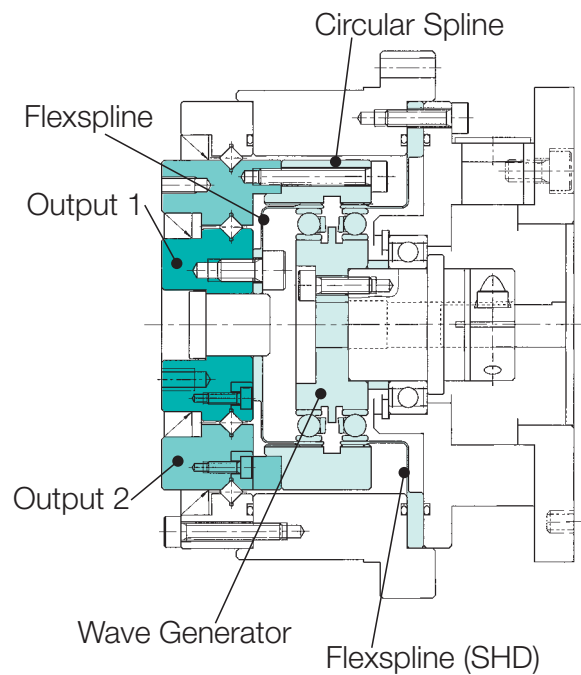 Circular Spline
Flexspline
Output 1
Output 2
Wave Generator
Flexspline (SHD)